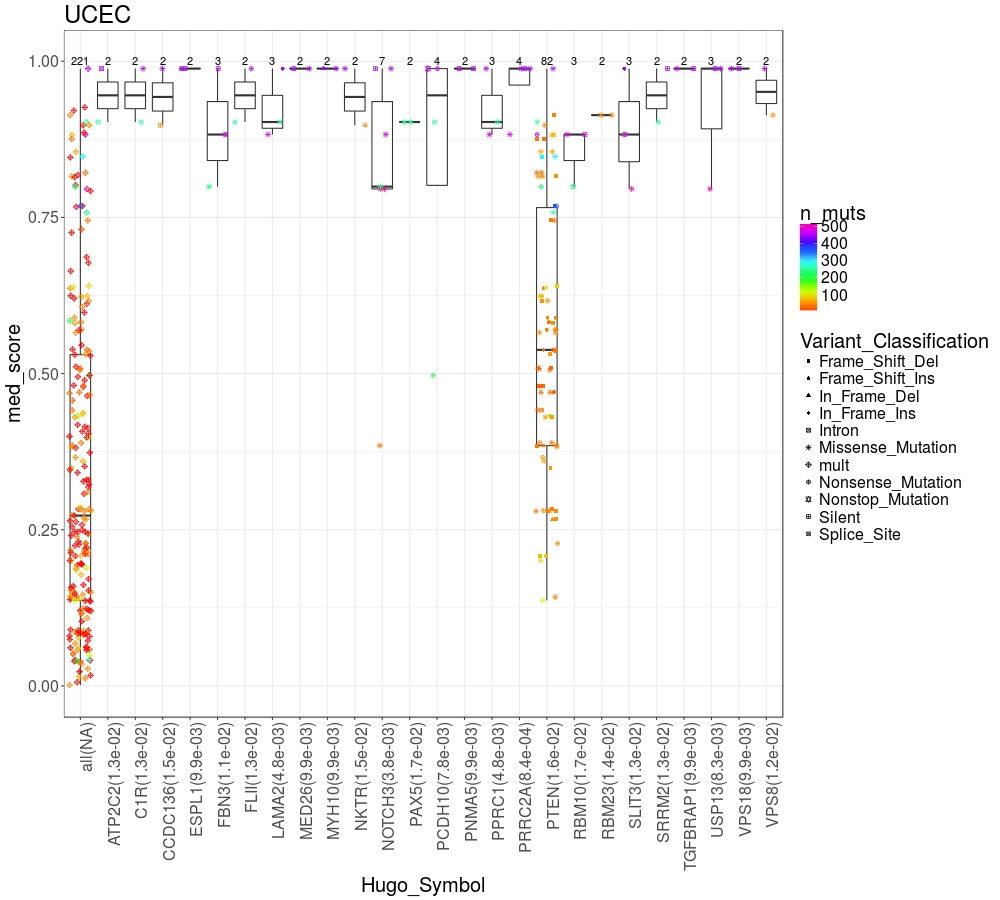 UCEC
med_score
1.00
0.75
0.50
0.25
0.00
221 2 2 2 2 3 2 3 2 2 2 7 2 4 2 3 4 82 3 2 3 2 2 3 2 2
all(NA)
ATP2C2(1.3e-02)
C1R(1.3e-02)
CCDC136(1.5e-02)
ESPL1(9.9e-03)
FBN3(1.1e-02)
FLII(1.3e-02)
LAMA2(4.8e-03)
MED26(9.9e-03)
MYH10(9.9e-03)
NKTR(1.5e-02)
NOTCH3(3.8e-03)
PAX5(1.7e-02)
PCDH10(7.8e-03)
PNMA5(9.9e-03)
PPRC1(4.8e-03)
PRRC2A(8.4e-04)
PTEN(1.6e-02)
RBM10(1.7e-02)
RBM23(1.4e-02)
SLIT3(1.3e-02)
SRRM2(1.3e-02)
TGFBRAP1(9.9e-03)
USP13(8.3e-03)
VPS18(9.9e-03)
VPS8(1.2e-02)
Hugo_Symbol
n_muts
500
400
300
200
100
Variant_Classification
Frame_Shift_Del
Frame_Shift_Ins
In_Frame_Del
In_Frame_Ins
Intron
Missense_Mutation
mult
Nonsense_Mutation
Nonstop_Mutation
Silent
Splice_Site